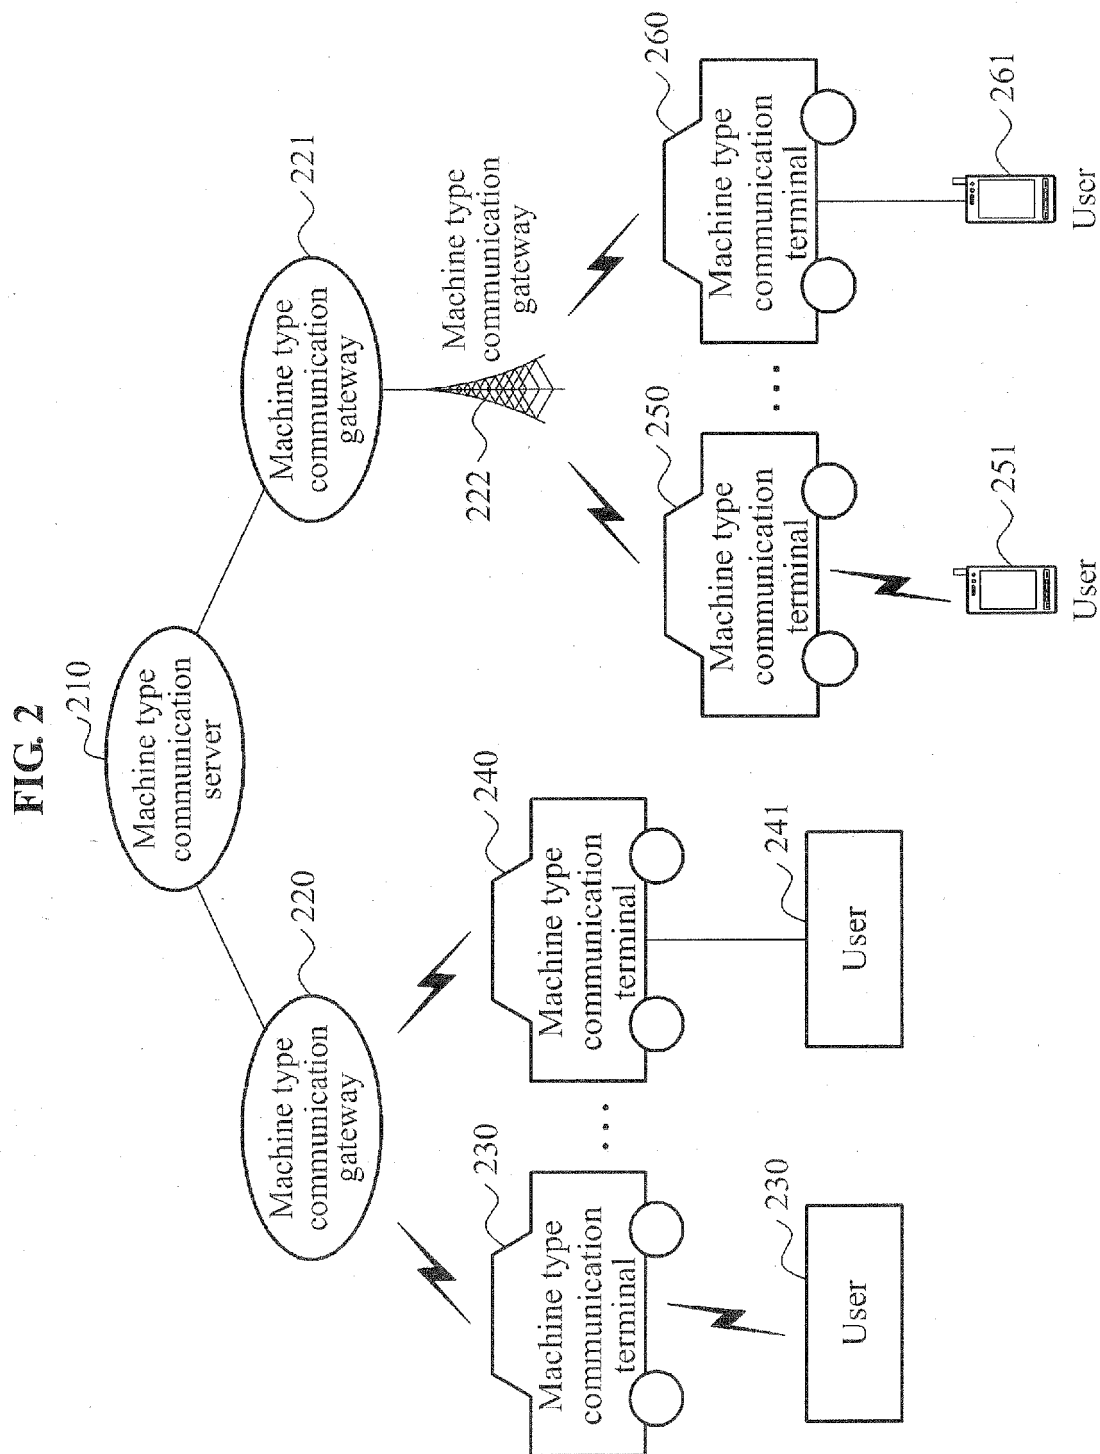 FIG. 2
210
Machine type
communication
server
220
Machine type
communication
gateway
221
Machine type
communication
gateway
222
Machine type
communication
gateway
230
Machine type
communication
terminal
240
Machine type
communication
terminal
250
Machine type
communication
terminal
260
Machine type
communication
terminal
230
User
241
User
251
User
261
User